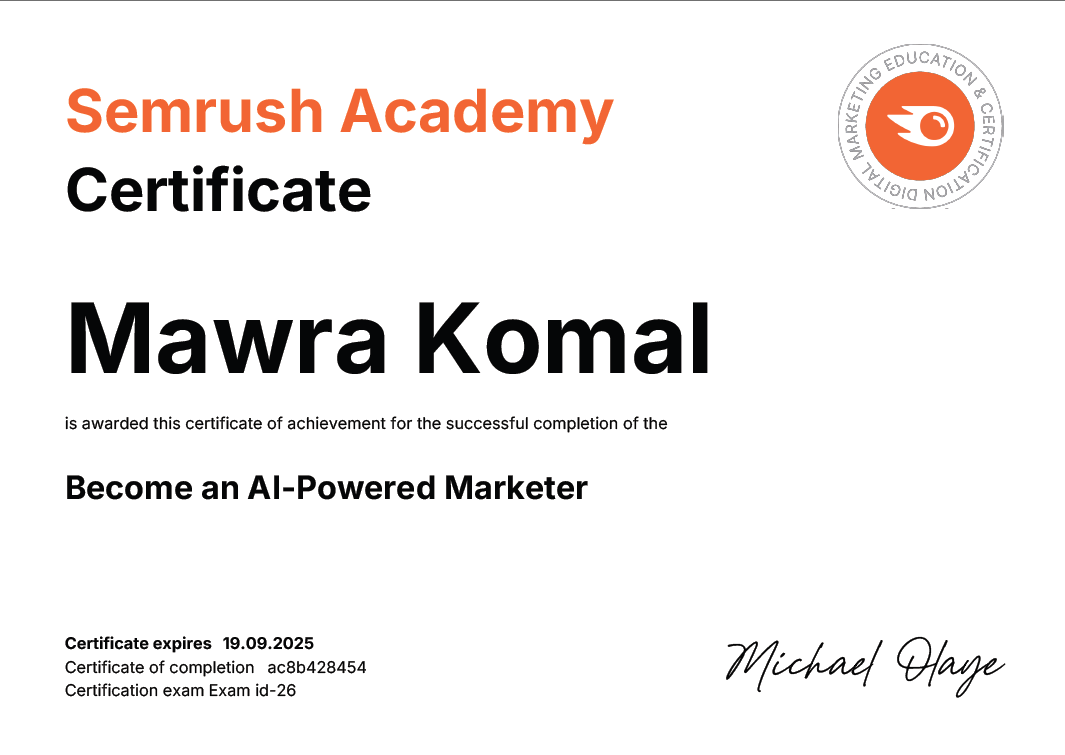 Semrush Academy
Certificate
DIGITAL MARKETING EDUCATION & CERTIFICATION
Mawra Komal
is awarded this certificate of achievement for the successful completion of the
Become an AI-Powered Marketer
Certificate expires 19.09.2025
Certificate of completion ac8b428454
Certification exam Exam id-26
Michael Olaye